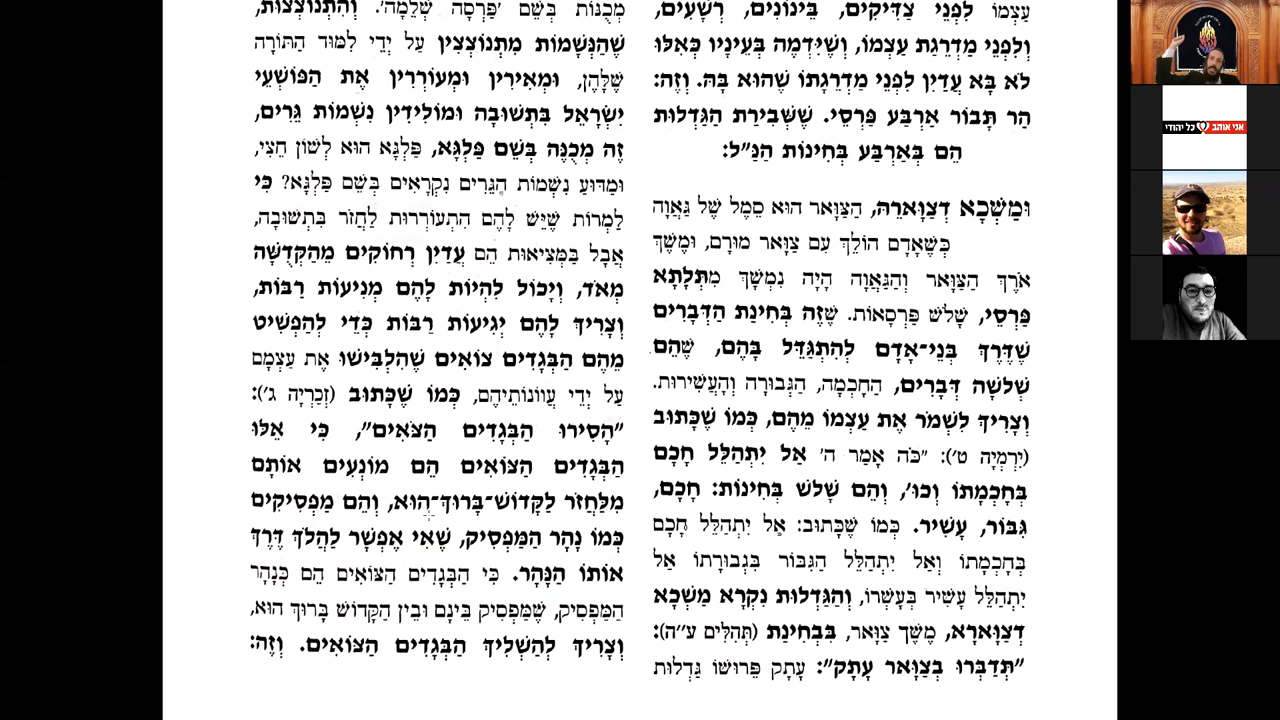 עַצְמוֹ לִפְנֵי צַדִּיקִים, בֵּינוֹנִים, רְשָׁעִים,
וְלִפְנֵי מַדְרֵגַת עַצְמוֹ, וְשֶׁיִּדְמֶה בְּעֵינָיו כְּאִלּוּ
לֹא בָּא עֲדַיִן לִפְנֵי מַדְרֵגָתוֹ שֶׁהוּא בָּהּ. וְזֶה:
הַר תָּבוֹר אַרְבַּע פַּרְסֵי. שֶׁשְּׁבִירַת הַגַּדְלוּת
הֵם בְּאַרְבַּע בְּחִינוֹת הַנַּ"ל:
וּמַשְׁכָא דְצַוָּארֵהּ, הַצַּוָּאר הוּא סֵמֶל שֶׁל גַּאֲוָה
כְּשֶׁאָדָם הוֹלֵךְ עִם צַוָּאר מוּרָם, וּמֶשֶׁךְ
אֹרֶךְ הַצַּוָּאר וְהַגַּאֲוָה הָיָה נִמְשָׁךְ מִתְּלָתָא
פַּרְסֵי, שָׁלֹשׁ פַּרְסָאוֹת. שֶׁזֶּה בְּחִינַת הַדְּבָרִים
שֶׁדֶּרֶךְ בְּנֵי־אָדָם לְהִתְגַּדֵּל בָּהֶם, שֶׁהֵם
שְׁלֹשָׁה דְּבָרִים, הַחָכְמָה, הַגְּבוּרָה וְהָעֲשִׁירוּת.
וְצָרִיךְ לִשְׁמֹר אֶת עַצְמוֹ מֵהֶם, כְּמוֹ שֶׁכָּתוּב
(יִרְמְיָה ט'): "כֹּה אָמַר ה' אַל יִתְהַלֵּל חָכָם
בְּחָכְמָתוֹ וְכוּ', וְהֵם שָׁלֹשׁ בְּחִינוֹת: חָכָם,
גִּבּוֹר, עָשִׁיר. כְּמוֹ שֶׁכָּתוּב: אַל יִתְהַלֵּל חָכָם
בְּחָכְמָתוֹ וְאַל יִתְהַלֵּל הַגִּבּוֹר בִּגְבוּרָתוֹ אַל
יִתְהַלֵּל עָשִׁיר בְּעָשְׁרוֹ, וְהַגַּדְלוּת נִקְרָא מַשְׁכָא
דְצַוָּארָא, מֶשֶׁךְ צַוָּאר, בִּבְחִינַת (תְּהִלִּים ע"ה):
"תְּדַבְּרוּ בְצַוָּאר עָתָק": עָתָק פֵּרוּשׁוֹ גַּדְלוּת
מְכֻנּוֹת בְּשֵׁם 'פַּרְסָה שְׁלֵמָה'. וְהִתְנוֹצְצוּת,
שֶׁהַנְּשָׁמוֹת מִתְנוֹצְצִין עַל יְדֵי לִמּוּד הַתּוֹרָה
שֶׁלָּהֶן, וּמְאִירִין וּמְעוֹרְרִין אֶת הַפּוֹשְׁעֵי
יִשְׂרָאֵל בִּתְשׁוּבָה וּמוֹלִידִין נִשְׁמוֹת גֵּרִים,
זֶה מְכֻנֶּה בְּשֵׁם פַּלְגָּא, פַּלְגָּא הוּא לְשׁוֹן חֲצִי,
וּמַדּוּעַ נִשְׁמוֹת הַגֵּרִים נִקְרָאִים בְּשֵׁם פַּלְגָּא? כִּי
לַמְרוֹת שֶׁיֵּשׁ לָהֶם הִתְעוֹרְרוּת לַחֲזֹר בִּתְשׁוּבָה,
אֲבָל בַּמְּצִיאוּת הֵם עֲדַיִן רְחוֹקִים מֵהַקְּדֻשָּׁה
מְאֹד, וְיָכוֹל לִהְיוֹת לָהֶם מְנִיעוֹת רַבּוֹת,
וְצָרִיךְ לָהֶם יְגִיעוֹת רַבּוֹת כְּדֵי לְהַפְשִׁיט
מֵהֶם הַבְּגָדִים צוֹאִים שֶׁהִלְבִּישׁוּ אֶת עַצְמָם
עַל יְדֵי עֲווֹנוֹתֵיהֶם, כְּמוֹ שֶׁכָּתוּב (זְכַרְיָה ג'):
"הָסִירוּ הַבְּגָדִים הַצֹּאִים", כִּי אֵלּוּ
הַבְּגָדִים הַצּוֹאִים הֵם מוֹנְעִים אוֹתָם
מִלַּחֲזֹר לַקָּדוֹשׁ־בָּרוּךְ־הוּא, וְהֵם מַפְסִיקִים
כְּמוֹ נָהָר הַמַּפְסִיק, שֶׁאִי אֶפְשָׁר לַהֲלֹךְ דֶּרֶךְ
אוֹתוֹ הַנָּהָר. כִּי הַבְּגָדִים הַצּוֹאִים הֵם כְּנָהָר
הַמַּפְסִיק, שֶׁמַּפְסִיק בֵּינָם וּבֵין הַקָּדוֹשׁ בָּרוּךְ הוּא,
וְצָרִיךְ לְהַשְׁלִיךְ הַבְּגָדִים הַצּוֹאִים. וְזֶה:
אני אוהב כל יהודי